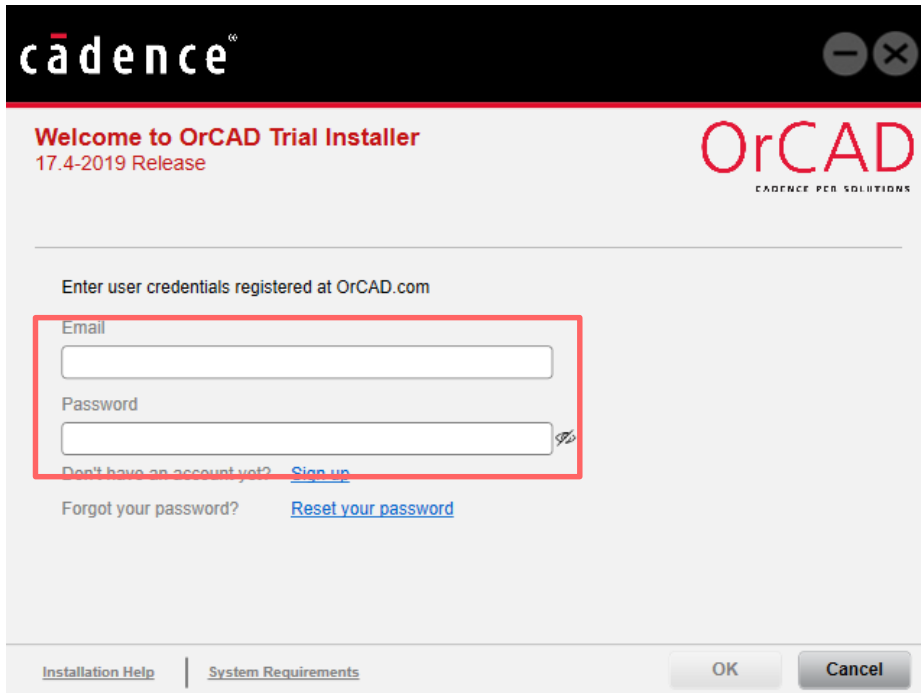 cādence®
Welcome to OrCAD Trial Installer
17.4-2019 Release
OrCAD
CADENCE PCB SOLUTIONS
Enter user credentials registered at OrCAD.com
Email
Password
Don't have an account yet? Sign up
Forgot your password? Reset your password
Installation Help System Requirements OK Cancel